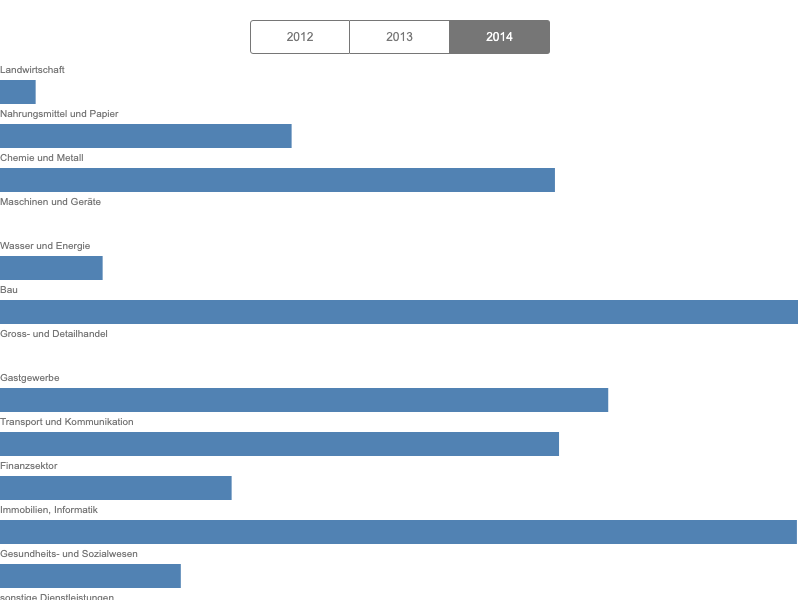 2012 2013 2014
Landwirtschaft
Nahrungsmittel und Papier
Chemie und Metall
Maschinen und Geräte
Wasser und Energie
Bau
Gross- und Detailhandel
Gastgewerbe
Transport und Kommunikation
Finanzsektor
Immobilien, Informatik
Gesundheits- und Sozialwesen
sonstige Dienstleistungen